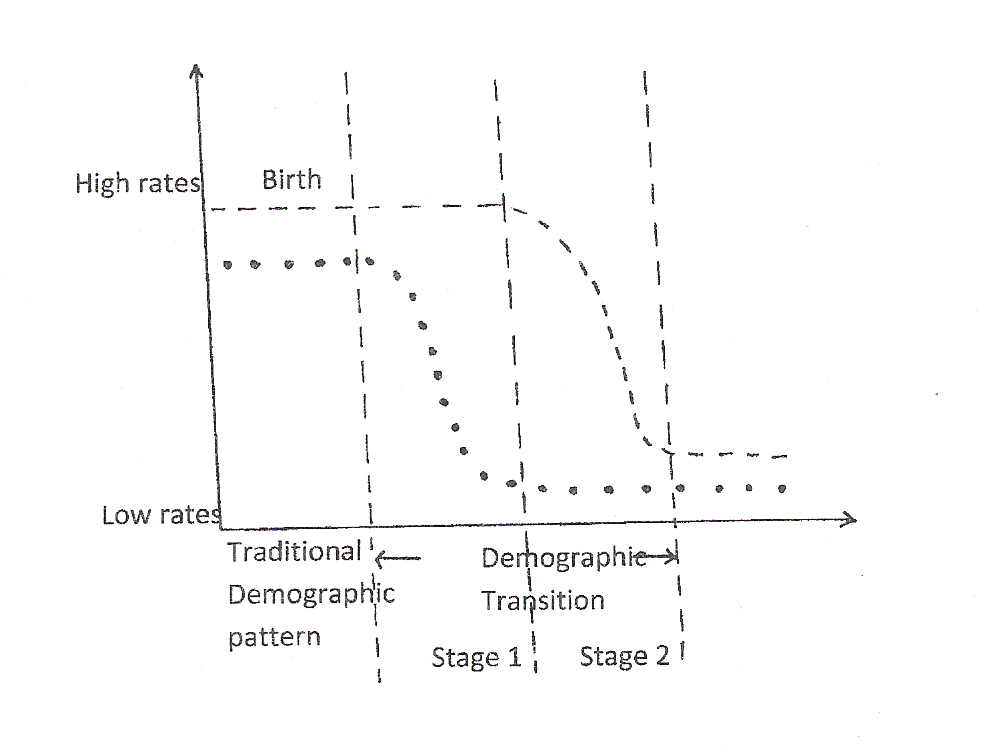 High rates
Birth
Low rates
Traditional
Demographic
pattern
Demographic
Transition
Stage 1
Stage 2